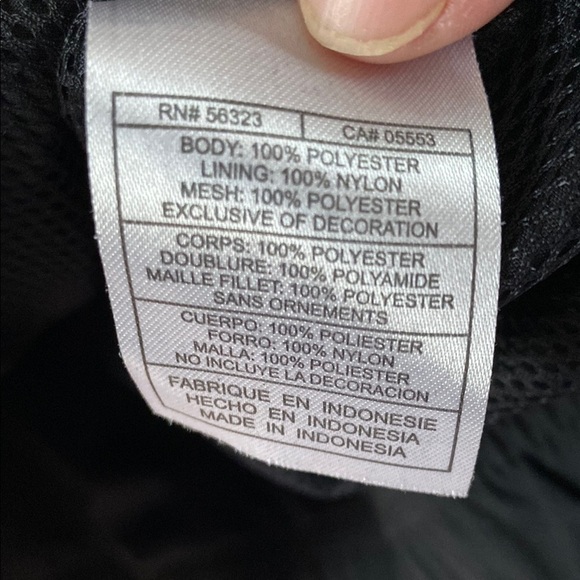 RN# 56323 CA# 05553
BODY: 100% POLYESTER
LINING: 100% NYLON
MESH: 100% POLYESTER
EXCLUSIVE OF DECORATION
CORPS: 100% POLYESTER
DOUBLURE: 100% POLYAMIDE
MAILLE FILLET: 100% POLYESTER
SANS ORNEMENTS
CUERPO: 100% POLIESTER
FORRO: 100% NYLON
MALLA: 100% POLIESTER
NO INCLUYE LA DECORACION
FABRIQUE EN INDONESIE
HECHO EN INDONESIA
MADE IN INDONESIA